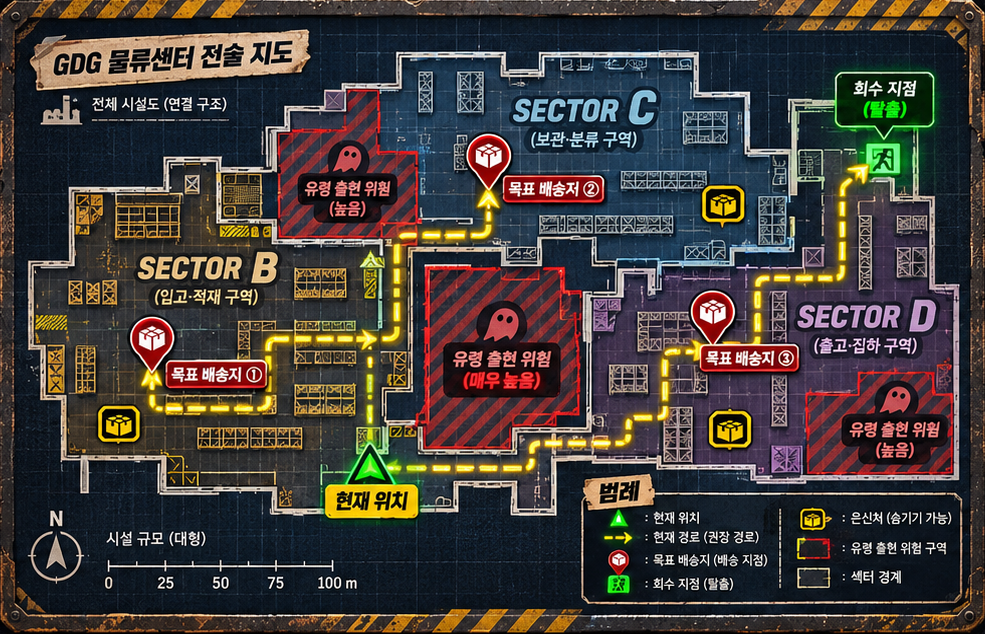 GDG 물류센터 전술 지도
전체 시설도 (연결 구조)
회수 지점
(탈출)
SECTOR C
(보관·분류 구역)
유령 출현 위험
(높음)
목표 배송저 ②
SECTOR B
(입고·적재 구역)
SECTOR D
(출고·집하 구역)
목표 배송지 ①
유령 출현 위험
(매우 높음)
목표 배송지 ③
유령 출현 위험
(높음)
현재 위치
N
시설 규모 (대형)
0 25 50 75 100 m
범례
: 현재 위치
: 현재 경로 (권장 경로)
: 목표 배송지 (배송 지점)
: 회수 지점 (탈출)
: 은신처 (숨기기 가능)
: 유령 출현 위험 구역
: 섹터 경계